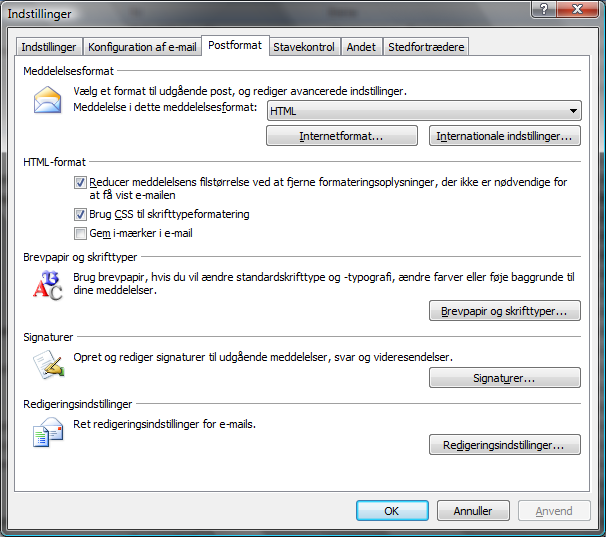 Indstillinger
Indstillinger Konfiguration af e-mail Postformat Stavekontrol Andet Stedfortrædere
Meddelelsesformat
Vælg et format til udgående post, og rediger avancerede indstillinger.
Meddelelse i dette meddelelsesformat: HTML
Internetformat... Internationale indstillinger...
HTML-format
Reducer meddelelsens filstørrelse ved at fjerne formateringsoplysninger, der ikke er nødvendige for
at få vist e-mailen
Brug CSS til skrifttypeformatering
Gem i-mærker i e-mail
Brevpapir og skrifttyper
Brug brevpapir, hvis du vil ændre standardskrifttype og -typografi, ændre farver eller føje baggrunde til
dine meddelelser.
Brevpapir og skrifttyper...
Signaturer
Opret og rediger signaturer til udgående meddelelser, svar og videresendelser.
Signaturer...
Redigeringsindstillinger
Ret redigeringsindstillinger for e-mails.
Redigeringsindstillinger...
OK Annuller Anvend